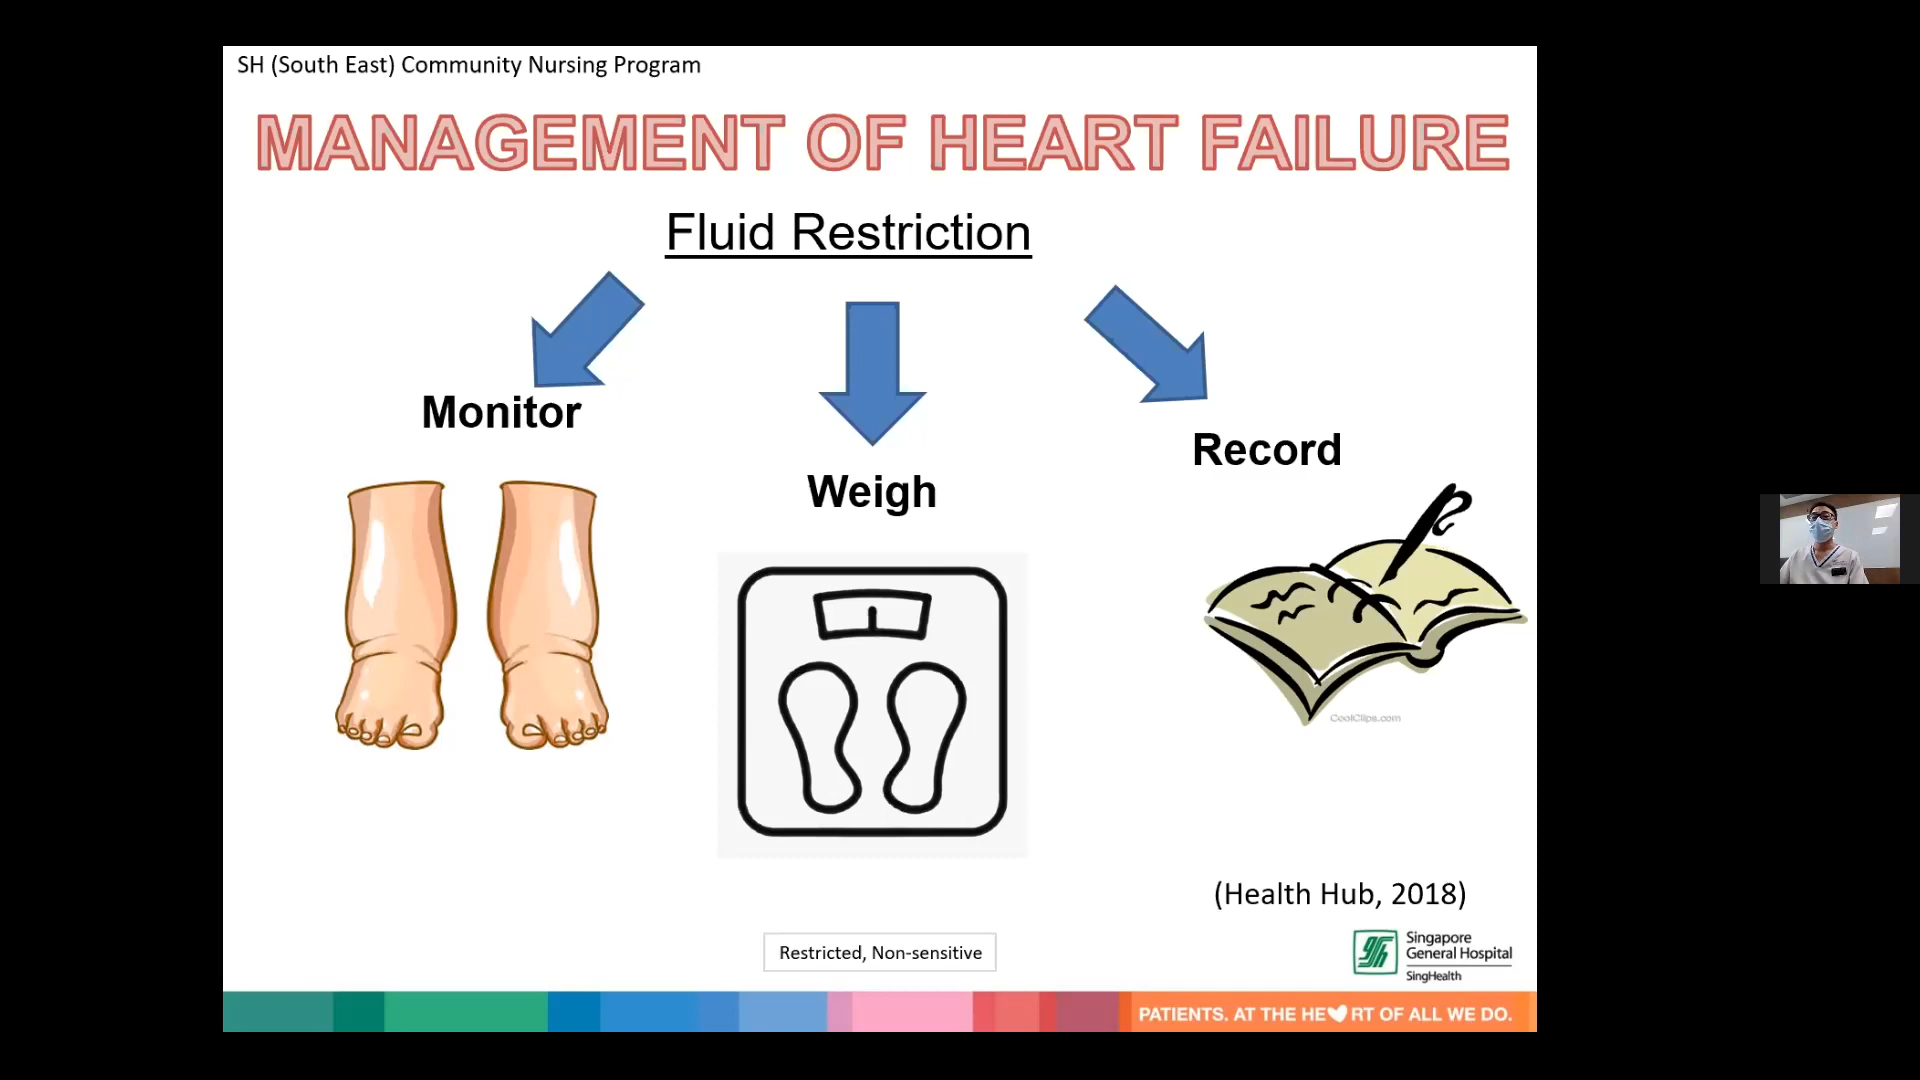 SH (South East) Community Nursing Program
MANAGEMENT OF HEART FAILURE
Fluid Restriction
Monitor
Weigh
Record
CoolClips.com
(Health Hub, 2018)
Restricted, Non-sensitive
Singapore
General Hospital
SingHealth
PATIENTS. AT THE HE RT OF ALL WE DO.